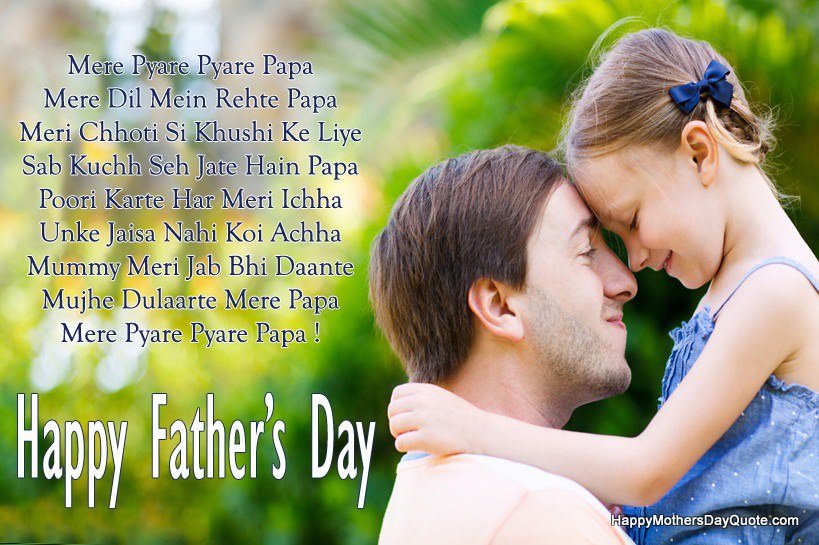 Mere Pyare Pyare Papa
Mere Dil Mein Rehte Papa
Meri Chhoti Si Khushi Ke Liye
Sab Kuchh Seh Jate Hain Papa
Poori Karte Har Meri Ichha
Unke Jaisa Nahi Koi Achha
Mummy Meri Jab Bhi Daante
Mujhe Dulaarte Mere Papa
Mere Pyare Pyare Papa !
Happy Father's Day
HappyMothersDayQuote.com